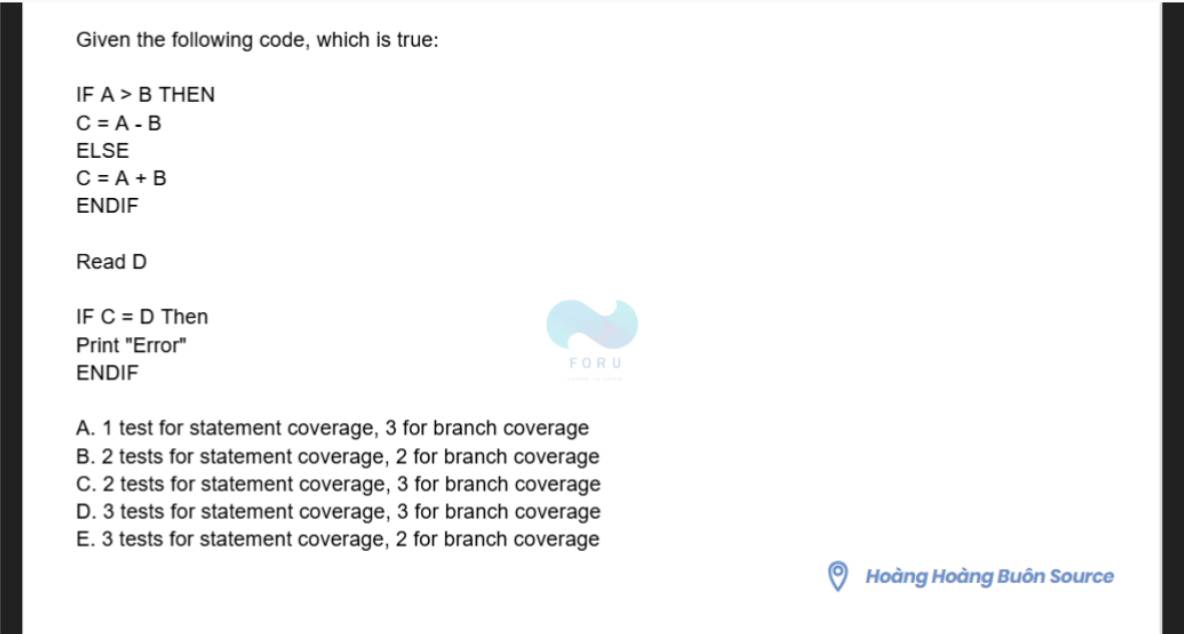 Given the following code, which is true:
IF A > B THEN
C = A - B
ELSE
C = A + B
ENDIF
Read D
IF C = D Then
Print "Error"
ENDIF
FORU
A. 1 test for statement coverage, 3 for branch coverage
B. 2 tests for statement coverage, 2 for branch coverage
C. 2 tests for statement coverage, 3 for branch coverage
D. 3 tests for statement coverage, 3 for branch coverage
E. 3 tests for statement coverage, 2 for branch coverage
Hoàng Hoàng Buôn Source